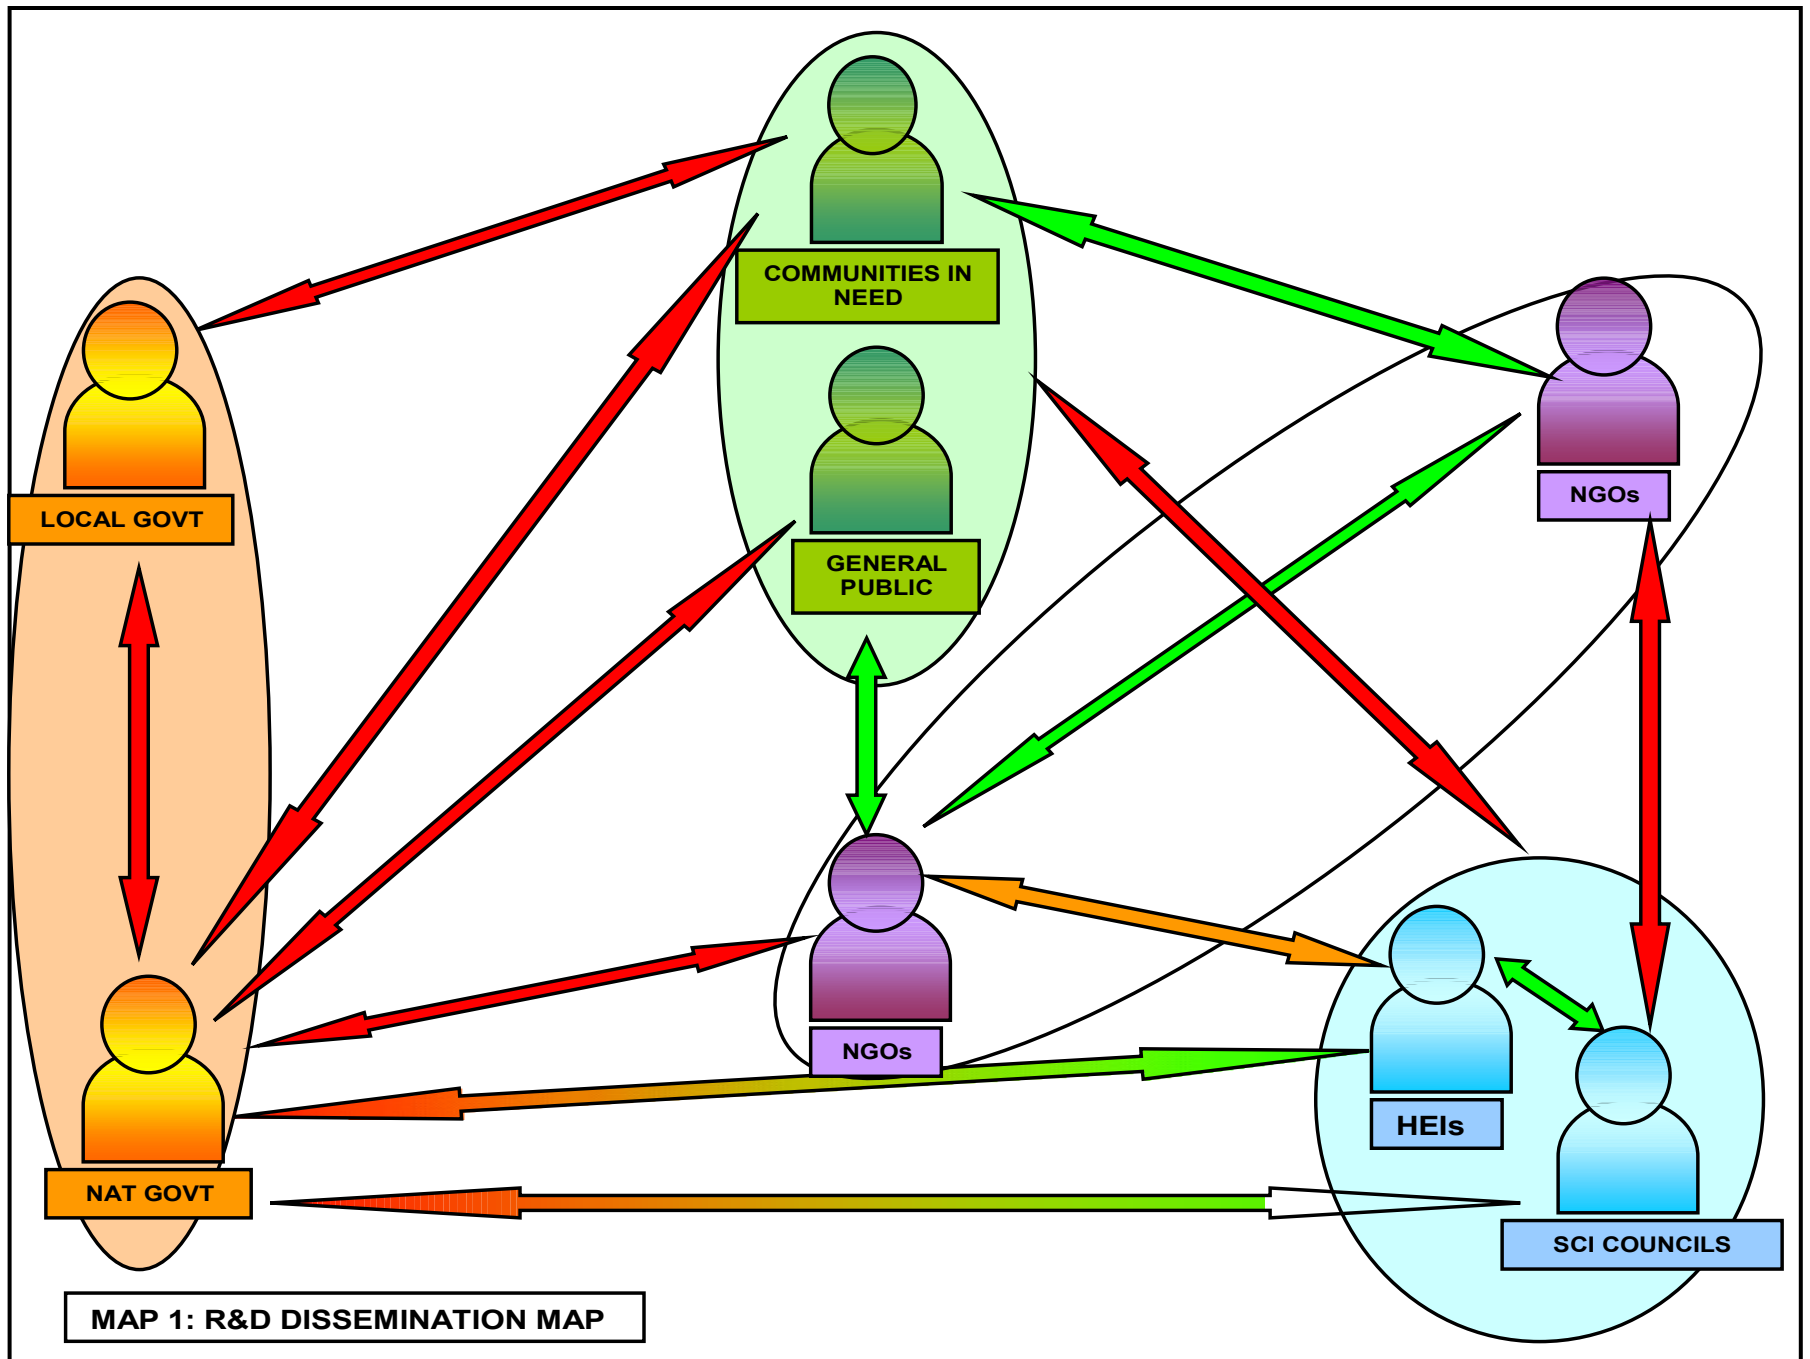 COMMUNITIES IN
NEED
NGOs
LOCAL GOVT
GENERAL
PUBLIC
NGOs
HEIs
NAT GOVT
SCI COUNCILS
MAP 1: R&D DISSEMINATION MAP